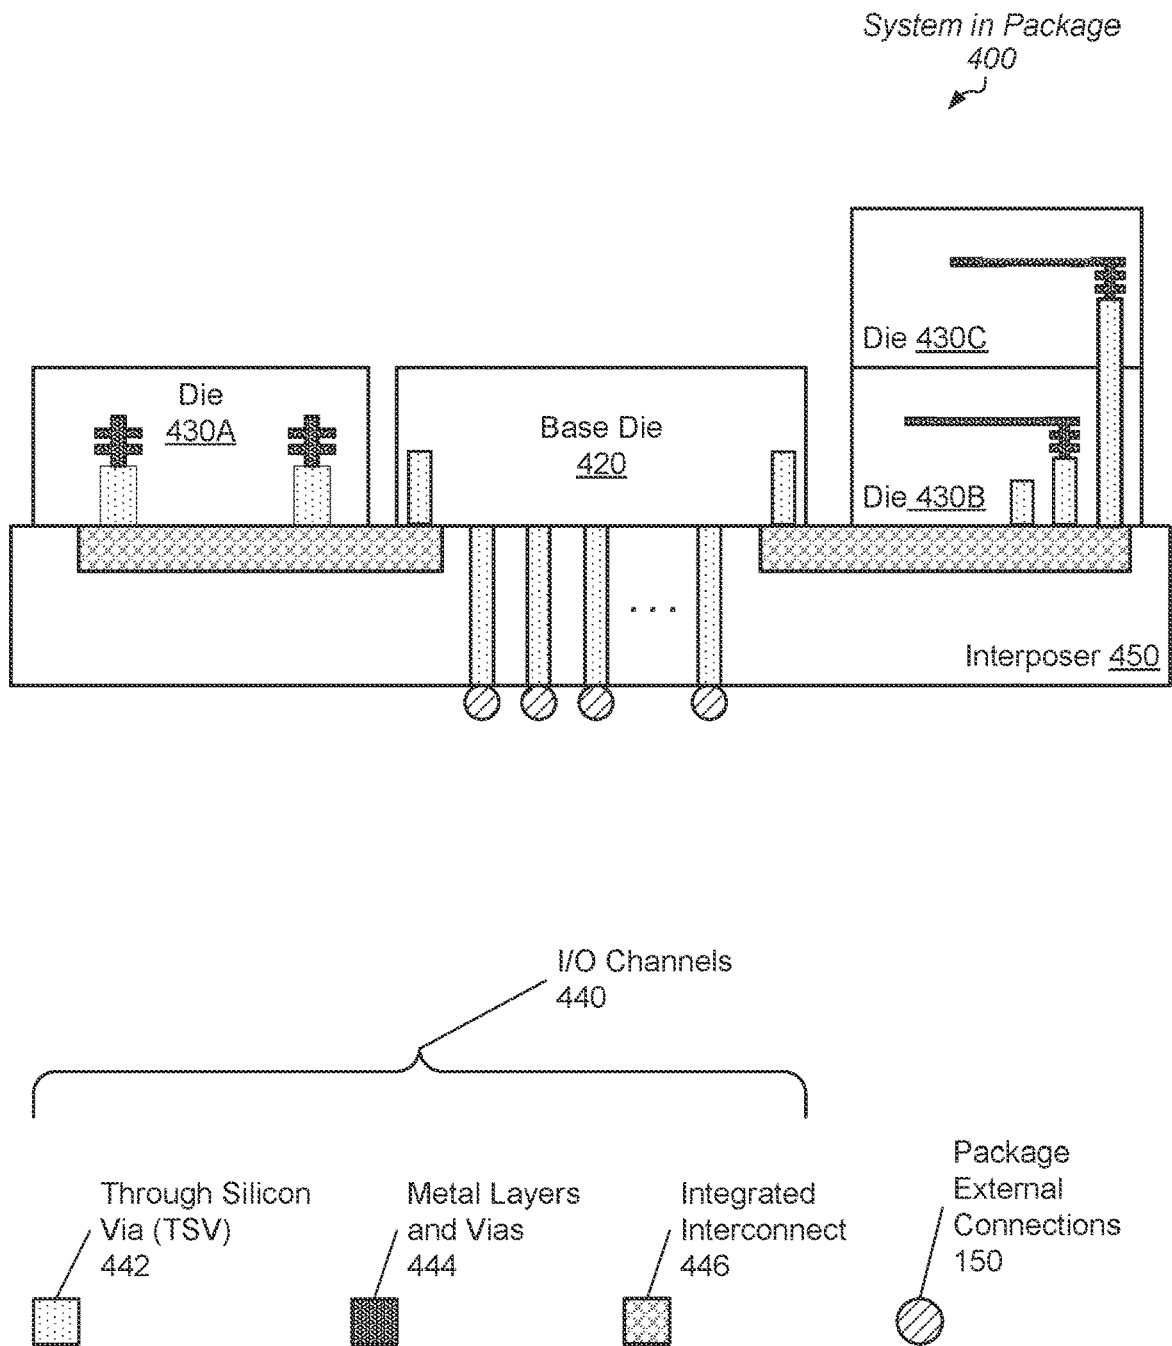 System in Package
400
Die 430C
Die
430A
Base Die
420
Die 430B
. . .
Interposer 450
I/O Channels
440
Through Silicon
Via (TSV)
442
Metal Layers
and Vias
444
Integrated
Interconnect
446
Package
External
Connections
150